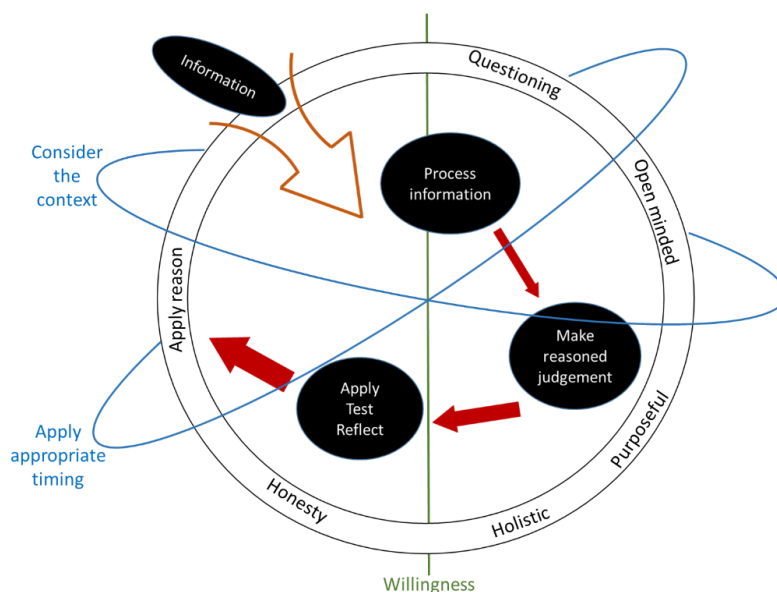 Information
Questioning
Consider
the
context
Process
information
Open minded
Apply reason
Make
reasoned
judgement
Apply
Test
Reflect
Apply
appropriate
timing
Purposeful
Honesty
Holistic
Willingness